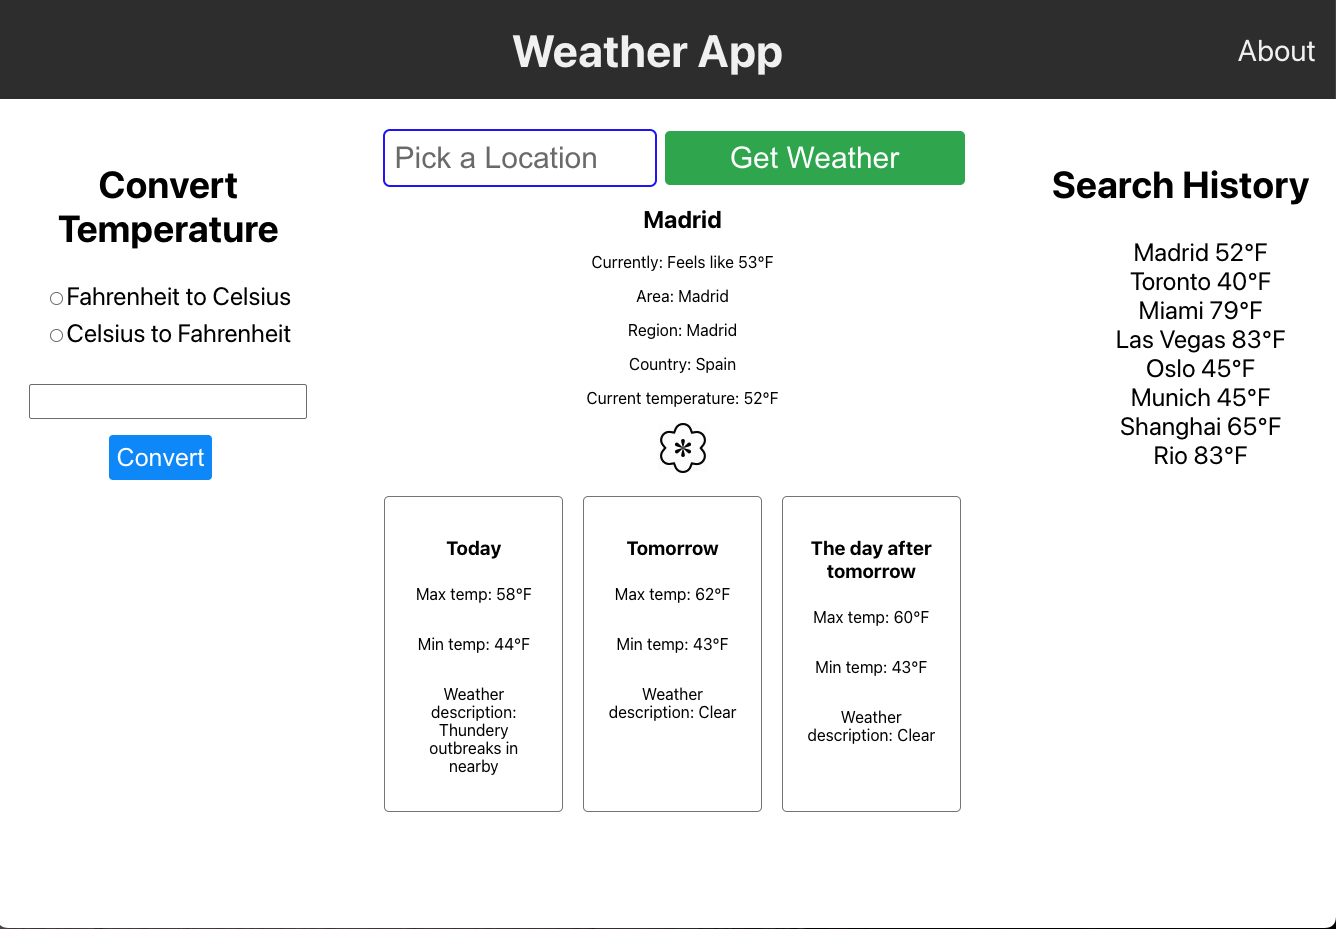 Weather App
About
Convert
Temperature
Fahrenheit to Celsius
Celsius to Fahrenheit
Convert
Pick a Location
Get Weather
Madrid
Currently: Feels like 53°F
Area: Madrid
Region: Madrid
Country: Spain
Current temperature: 52°F
Today
Max temp: 58°F
Min temp: 44°F
Weather
description:
Thundery
outbreaks in
nearby
Tomorrow
Max temp: 62°F
Min temp: 43°F
Weather
description: Clear
The day after
tomorrow
Max temp: 60°F
Min temp: 43°F
Weather
description: Clear
Search History
Madrid 52°F
Toronto 40°F
Miami 79°F
Las Vegas 83°F
Oslo 45°F
Munich 45°F
Shanghai 65°F
Rio 83°F